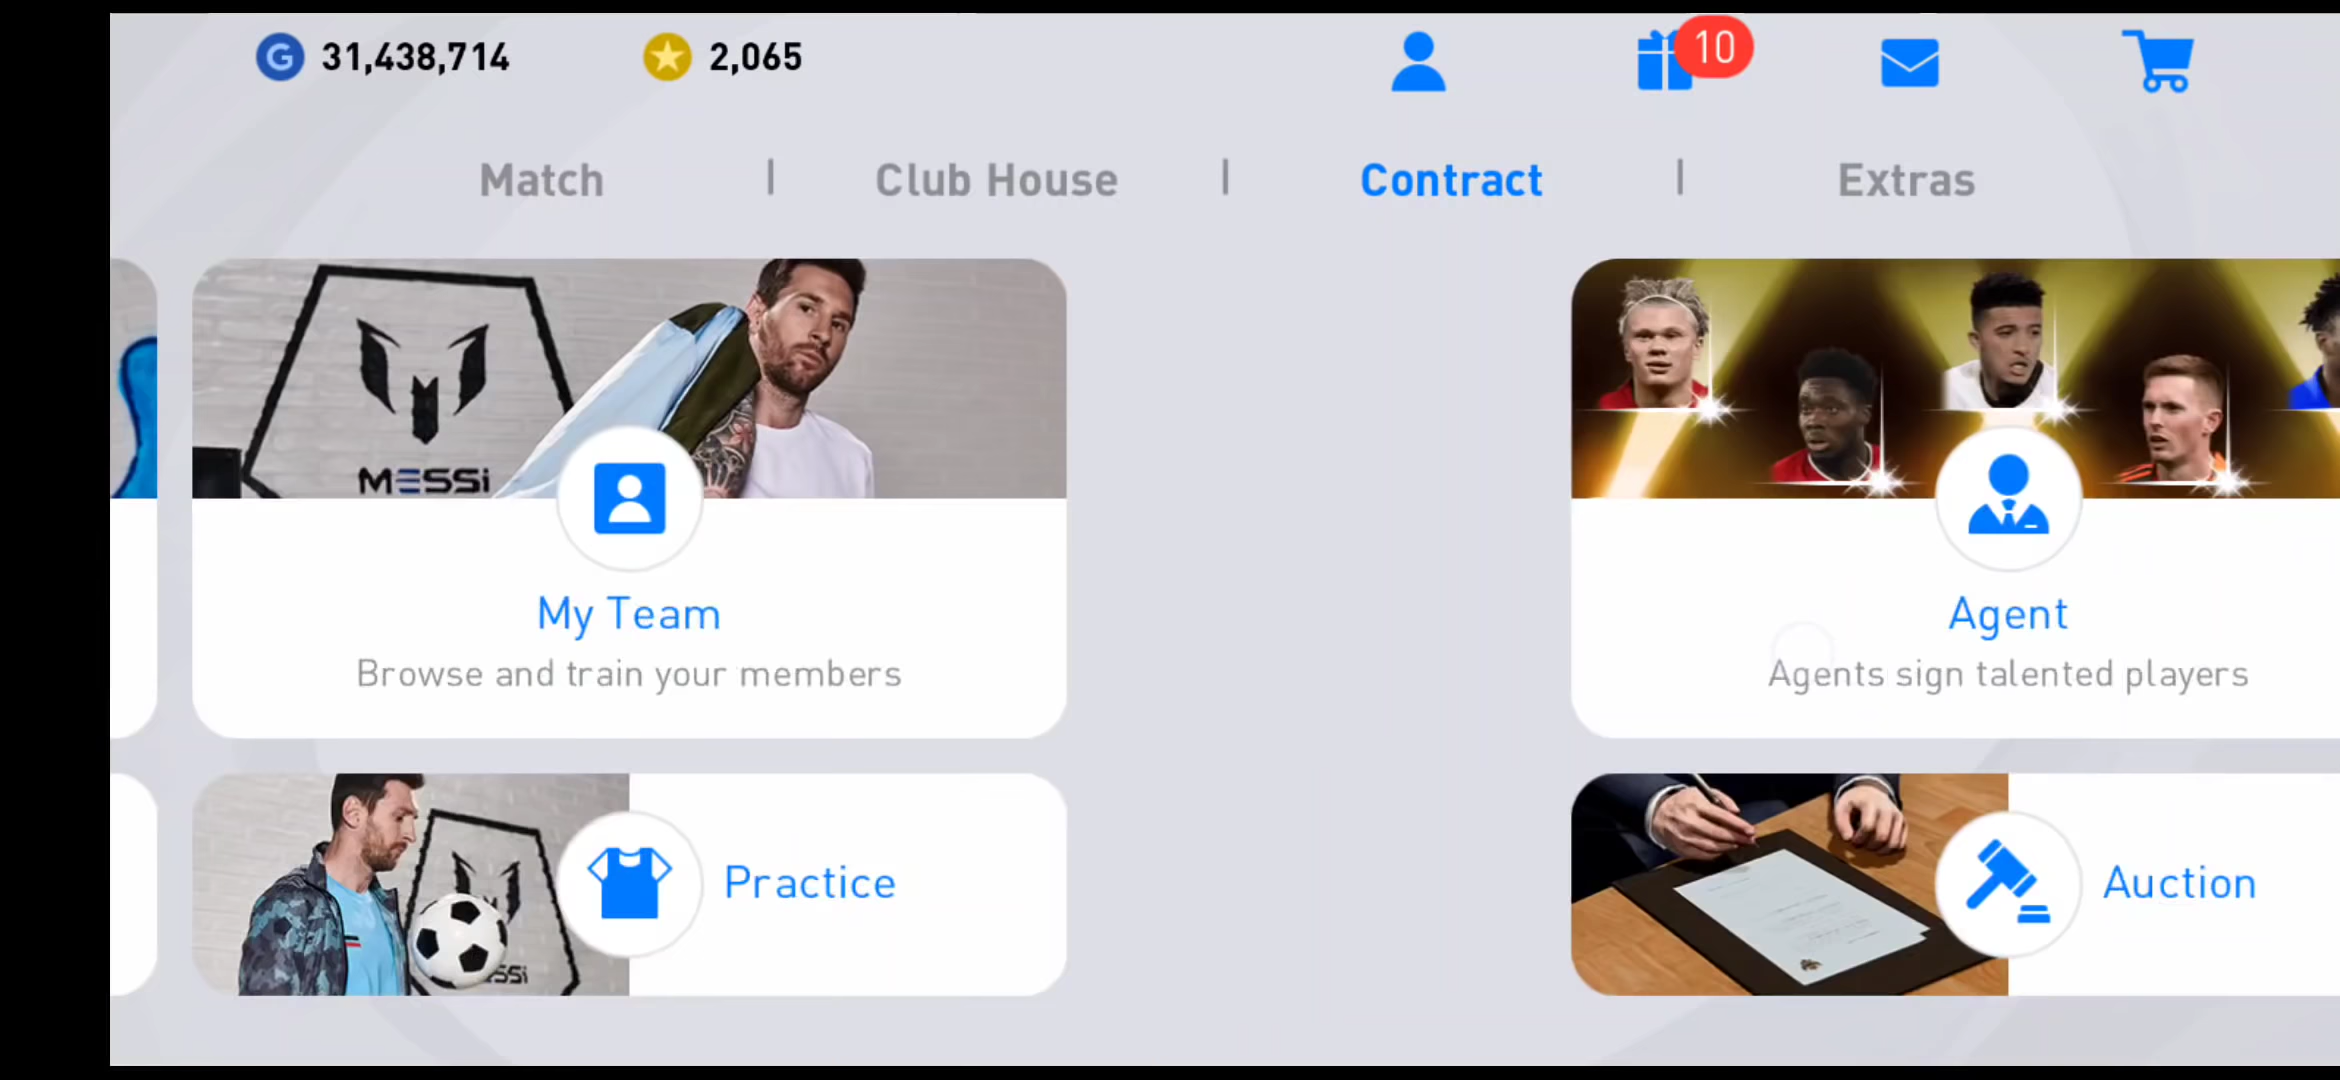 G 31,438,714 2,065
10
Match | Club House | Contract | Extras
MESSi
My Team
Browse and train your members
Agent
Agents sign talented players
SSi
Practice
Auction